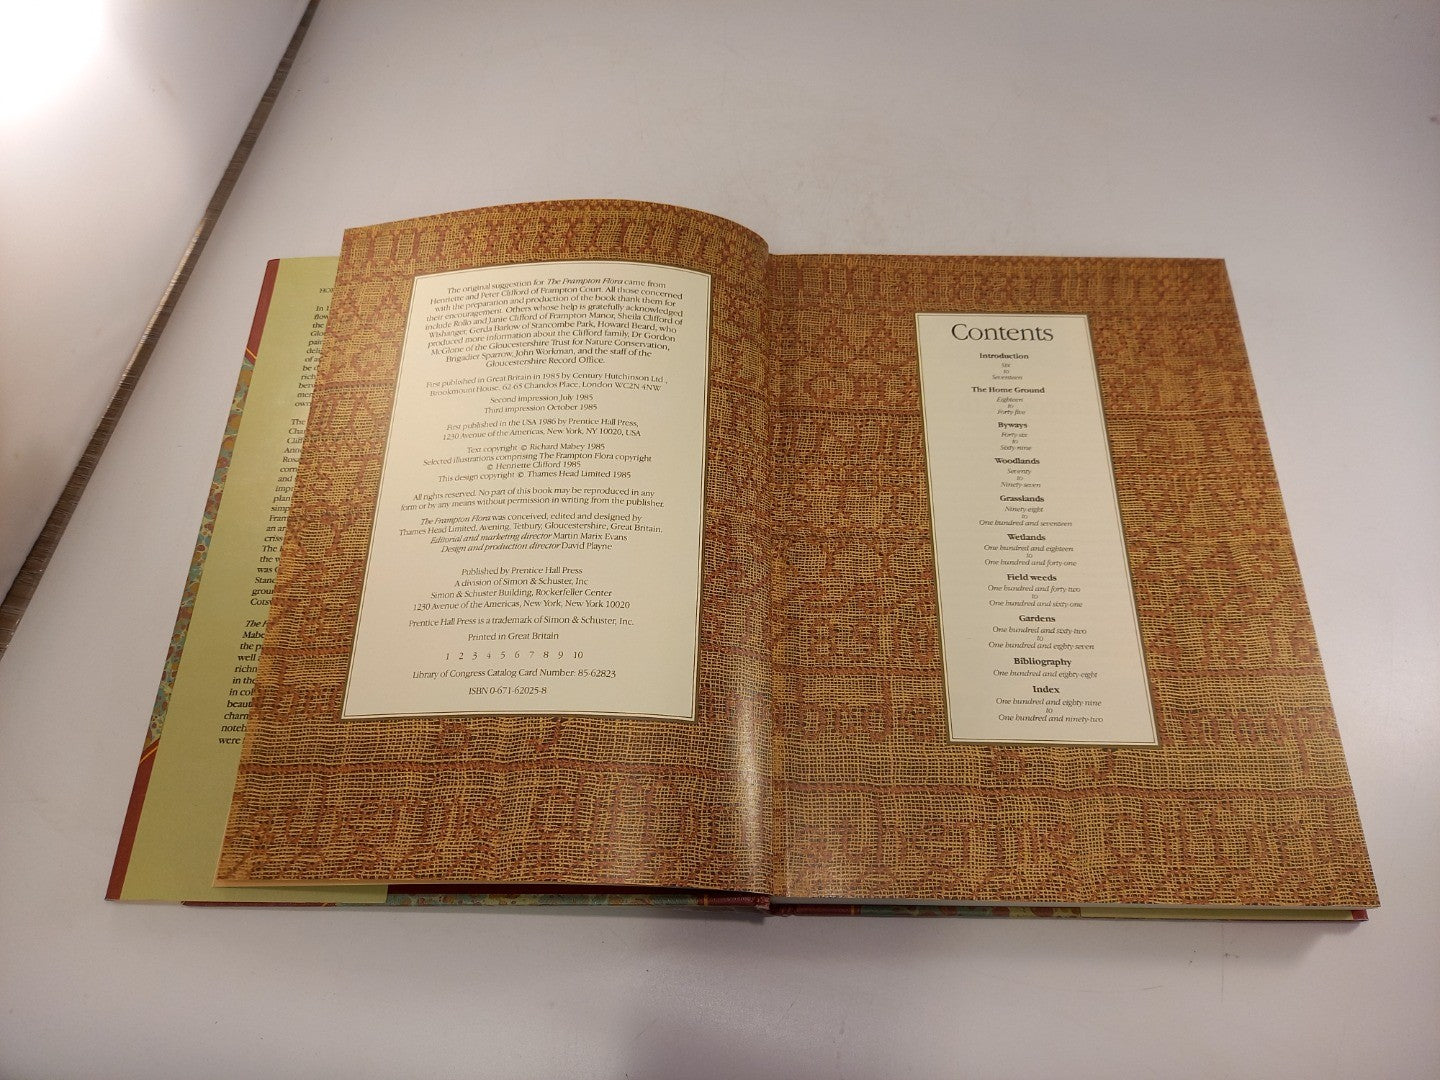 The original suggestion for The Frampton Flora came from
Henriette and Peter Clifford of Frampton Court. All those concerned
with the preparation and production of the book thank them for
their encouragement. Others whose help is gratefully acknowledged
include Rollo and Janie Clifford of Frampton Manor, Sheila Clifford of
Wishanger, Gerda Barlow of Stancombe Park, Howard Beard, who
produced more information about the Clifford family, Dr Gordon
McGlone of the Gloucestershire Trust for Nature Conservation,
Brigadier Sparrow, John Workman, and the staff of the
Gloucestershire Record Office.
First published in Great Britain in 1985 by Century Hutchinson Ltd.,
Brookmount House, 62-65 Chandos Place, London WC2N 4NW
Second impression July 1985
Third impression October 1985
First published in the USA 1986 by Prentice Hall Press,
1230 Avenue of the Americas, New York, NY 10020, USA
Text copyright © Richard Mabey 1985
Selected illustrations comprising The Frampton Flora copyright
© Henriette Clifford 1985
This design copyright © Thames Head Limited 1985
All rights reserved. No part of this book may be reproduced in any
form or by any means without permission in writing from the publisher.
The Frampton Flora was conceived, edited and designed by
Thames Head Limited, Avening, Tetbury, Gloucestershire, Great Britain.
Editorial and marketing director Martin Marix Evans
Design and production director David Playne
Published by Prentice Hall Press
A division of Simon & Schuster, Inc
Simon & Schuster Building, Rockerfeller Center
1230 Avenue of the Americas, New York, New York 10020
Prentice Hall Press is a trademark of Simon & Schuster, Inc.
Printed in Great Britain
1 2 3 4 5 6 7 8 9 10
Library of Congress Catalog Card Number: 85-62823
ISBN 0-671-62025-8
Contents
Introduction
Six
to
Seventeen
The Home Ground
Eighteen
to
Forty-five
Byways
Forty-six
to
Sixty-nine
Woodlands
Seventy
to
Ninety-seven
Grasslands
Ninety-eight
to
One hundred and seventeen
Wetlands
One hundred and eighteen
to
One hundred and forty-one
Field weeds
One hundred and forty-two
to
One hundred and sixty-one
Gardens
One hundred and sixty-two
to
One hundred and eighty-seven
Bibliography
One hundred and eighty-eight
Index
One hundred and eighty-nine
to
One hundred and ninety-two